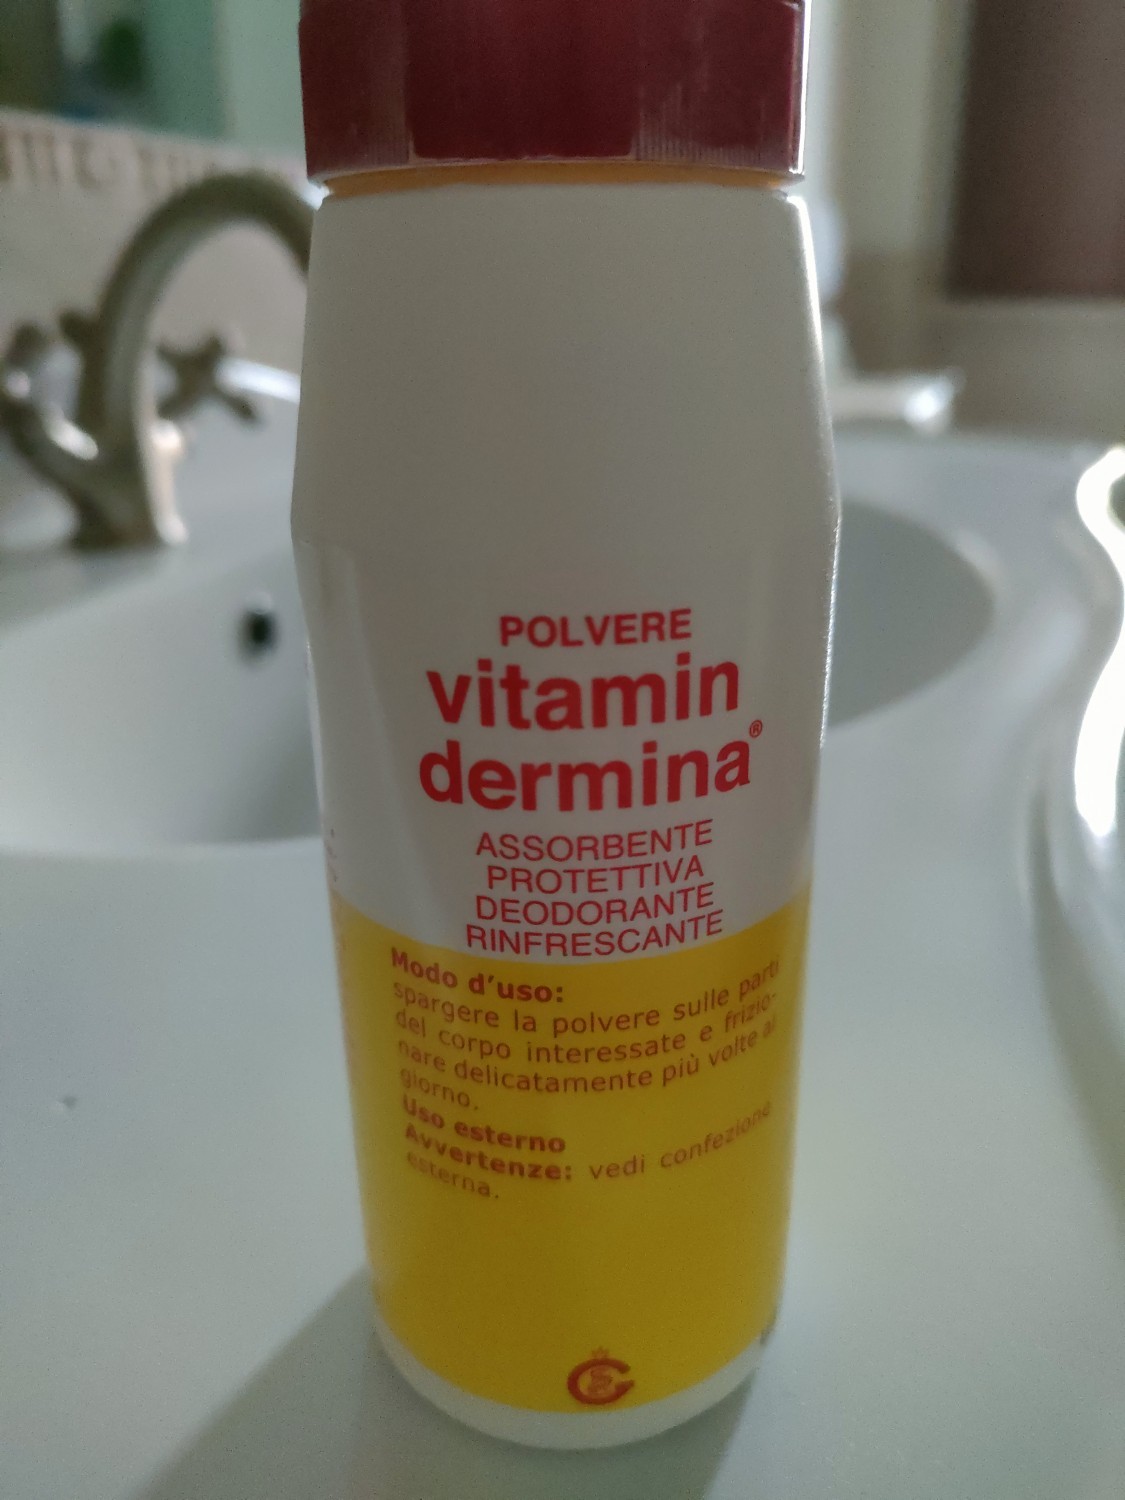 POLVERE
vitamin
dermina®
ASSORBENTE
PROTETTIVA
DEODORANTE
RINFRESCANTE
Modo d'uso:
spargere la polvere sulle parti
del corpo interessate e frizio-
nare delicatamente più volte al
giorno.
Uso esterno
Avvertenze: vedi confezione
esterna.